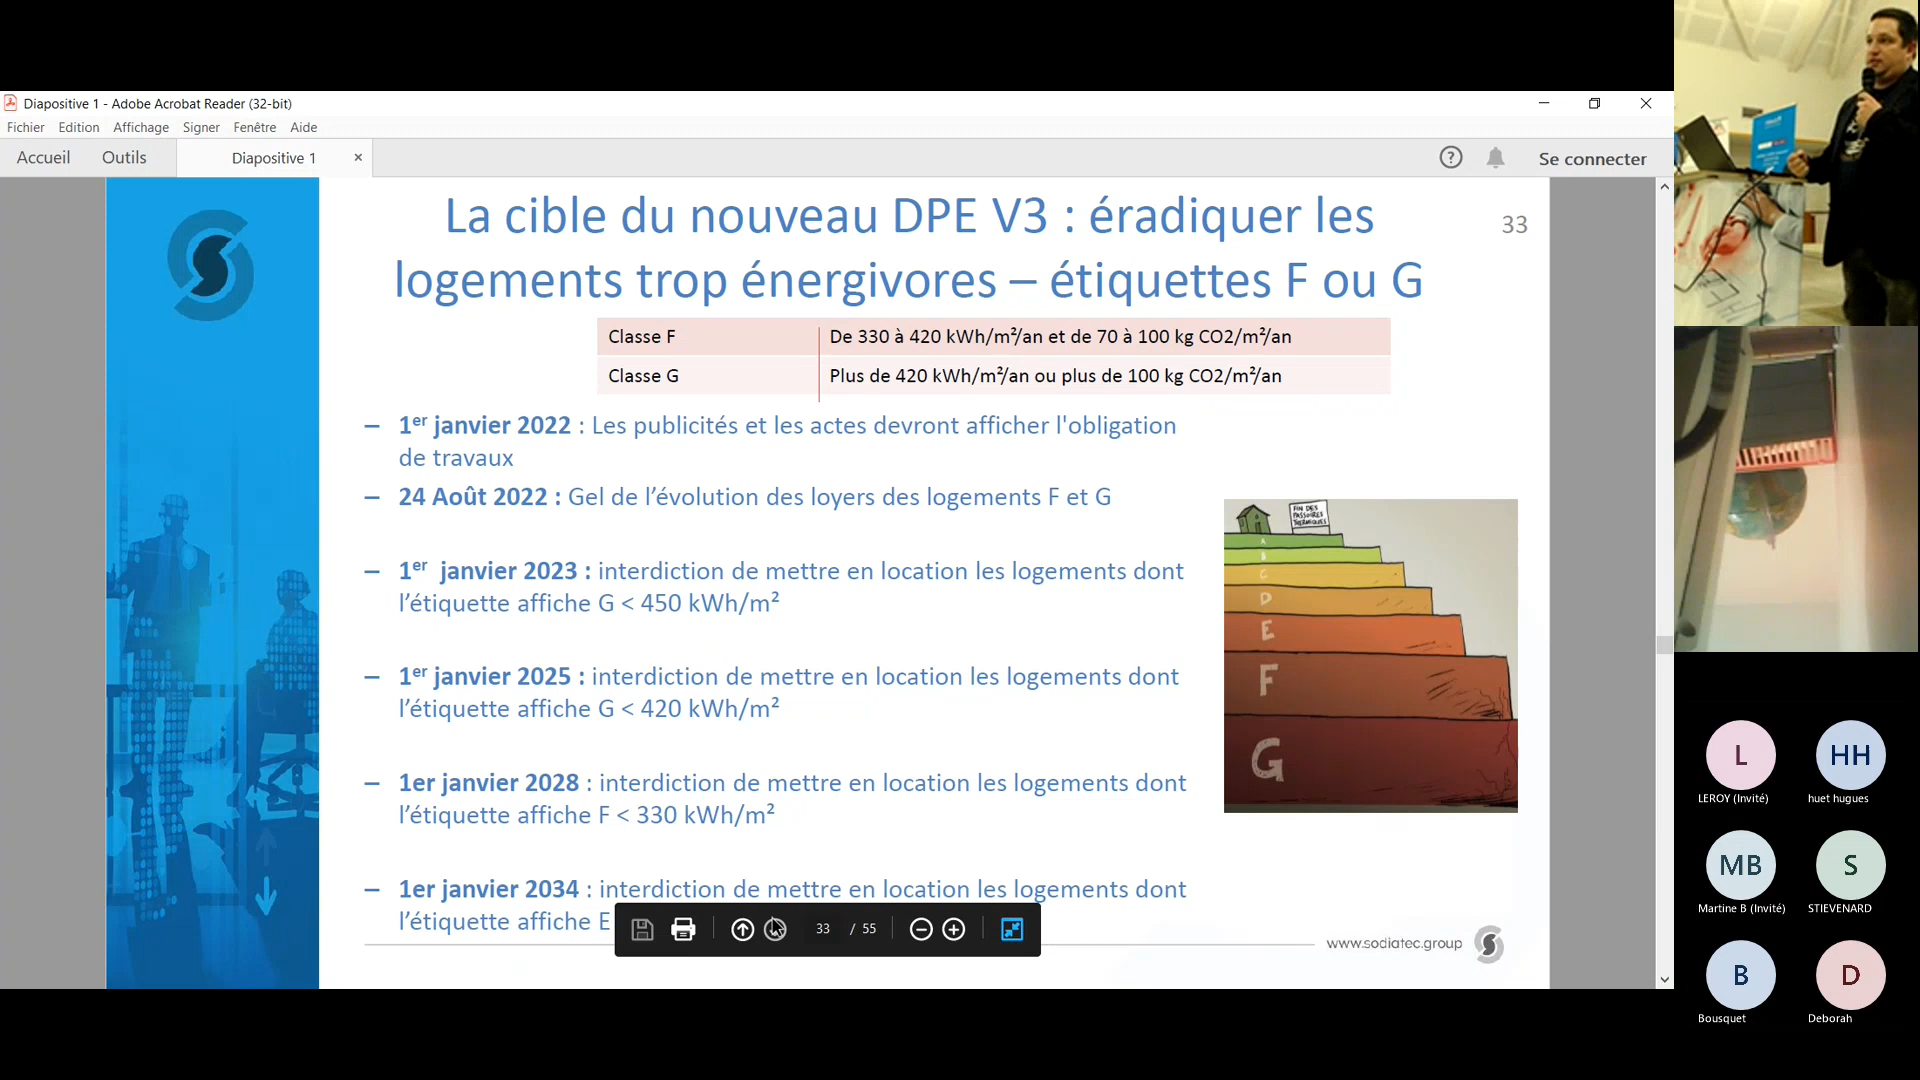 Diapositive 1 - Adobe Acrobat Reader (32-bit)
Fichier Edition Affichage Signer Fenêtre Aide
Accueil Outils Diapositive 1 Se connecter
La cible du nouveau DPE V3 : éradiquer les
logements trop énergivores – étiquettes F ou G
33
Classe F De 330 à 420 kWh/m²/an et de 70 à 100 kg CO2/m²/an
Classe G Plus de 420 kWh/m²/an ou plus de 100 kg CO2/m²/an
– 1er janvier 2022 : Les publicités et les actes devront afficher l'obligation
de travaux
– 24 Août 2022 : Gel de l’évolution des loyers des logements F et G
– 1er janvier 2023 : interdiction de mettre en location les logements dont
l’étiquette affiche G < 450 kWh/m²
– 1er janvier 2025 : interdiction de mettre en location les logements dont
l’étiquette affiche G < 420 kWh/m²
– 1er janvier 2028 : interdiction de mettre en location les logements dont
l’étiquette affiche F < 330 kWh/m²
– 1er janvier 2034 : interdiction de mettre en location les logements dont
l’étiquette affiche E
FIN DES
PASSOIRES
THERMIQUES
A
B
C
D
E
F
G
33 / 55
www.sodiatec.group
L HH
LEROY (Invité) huet hugues
MB S
Martine B (Invité) STIEVENARD
B D
Bousquet Deborah